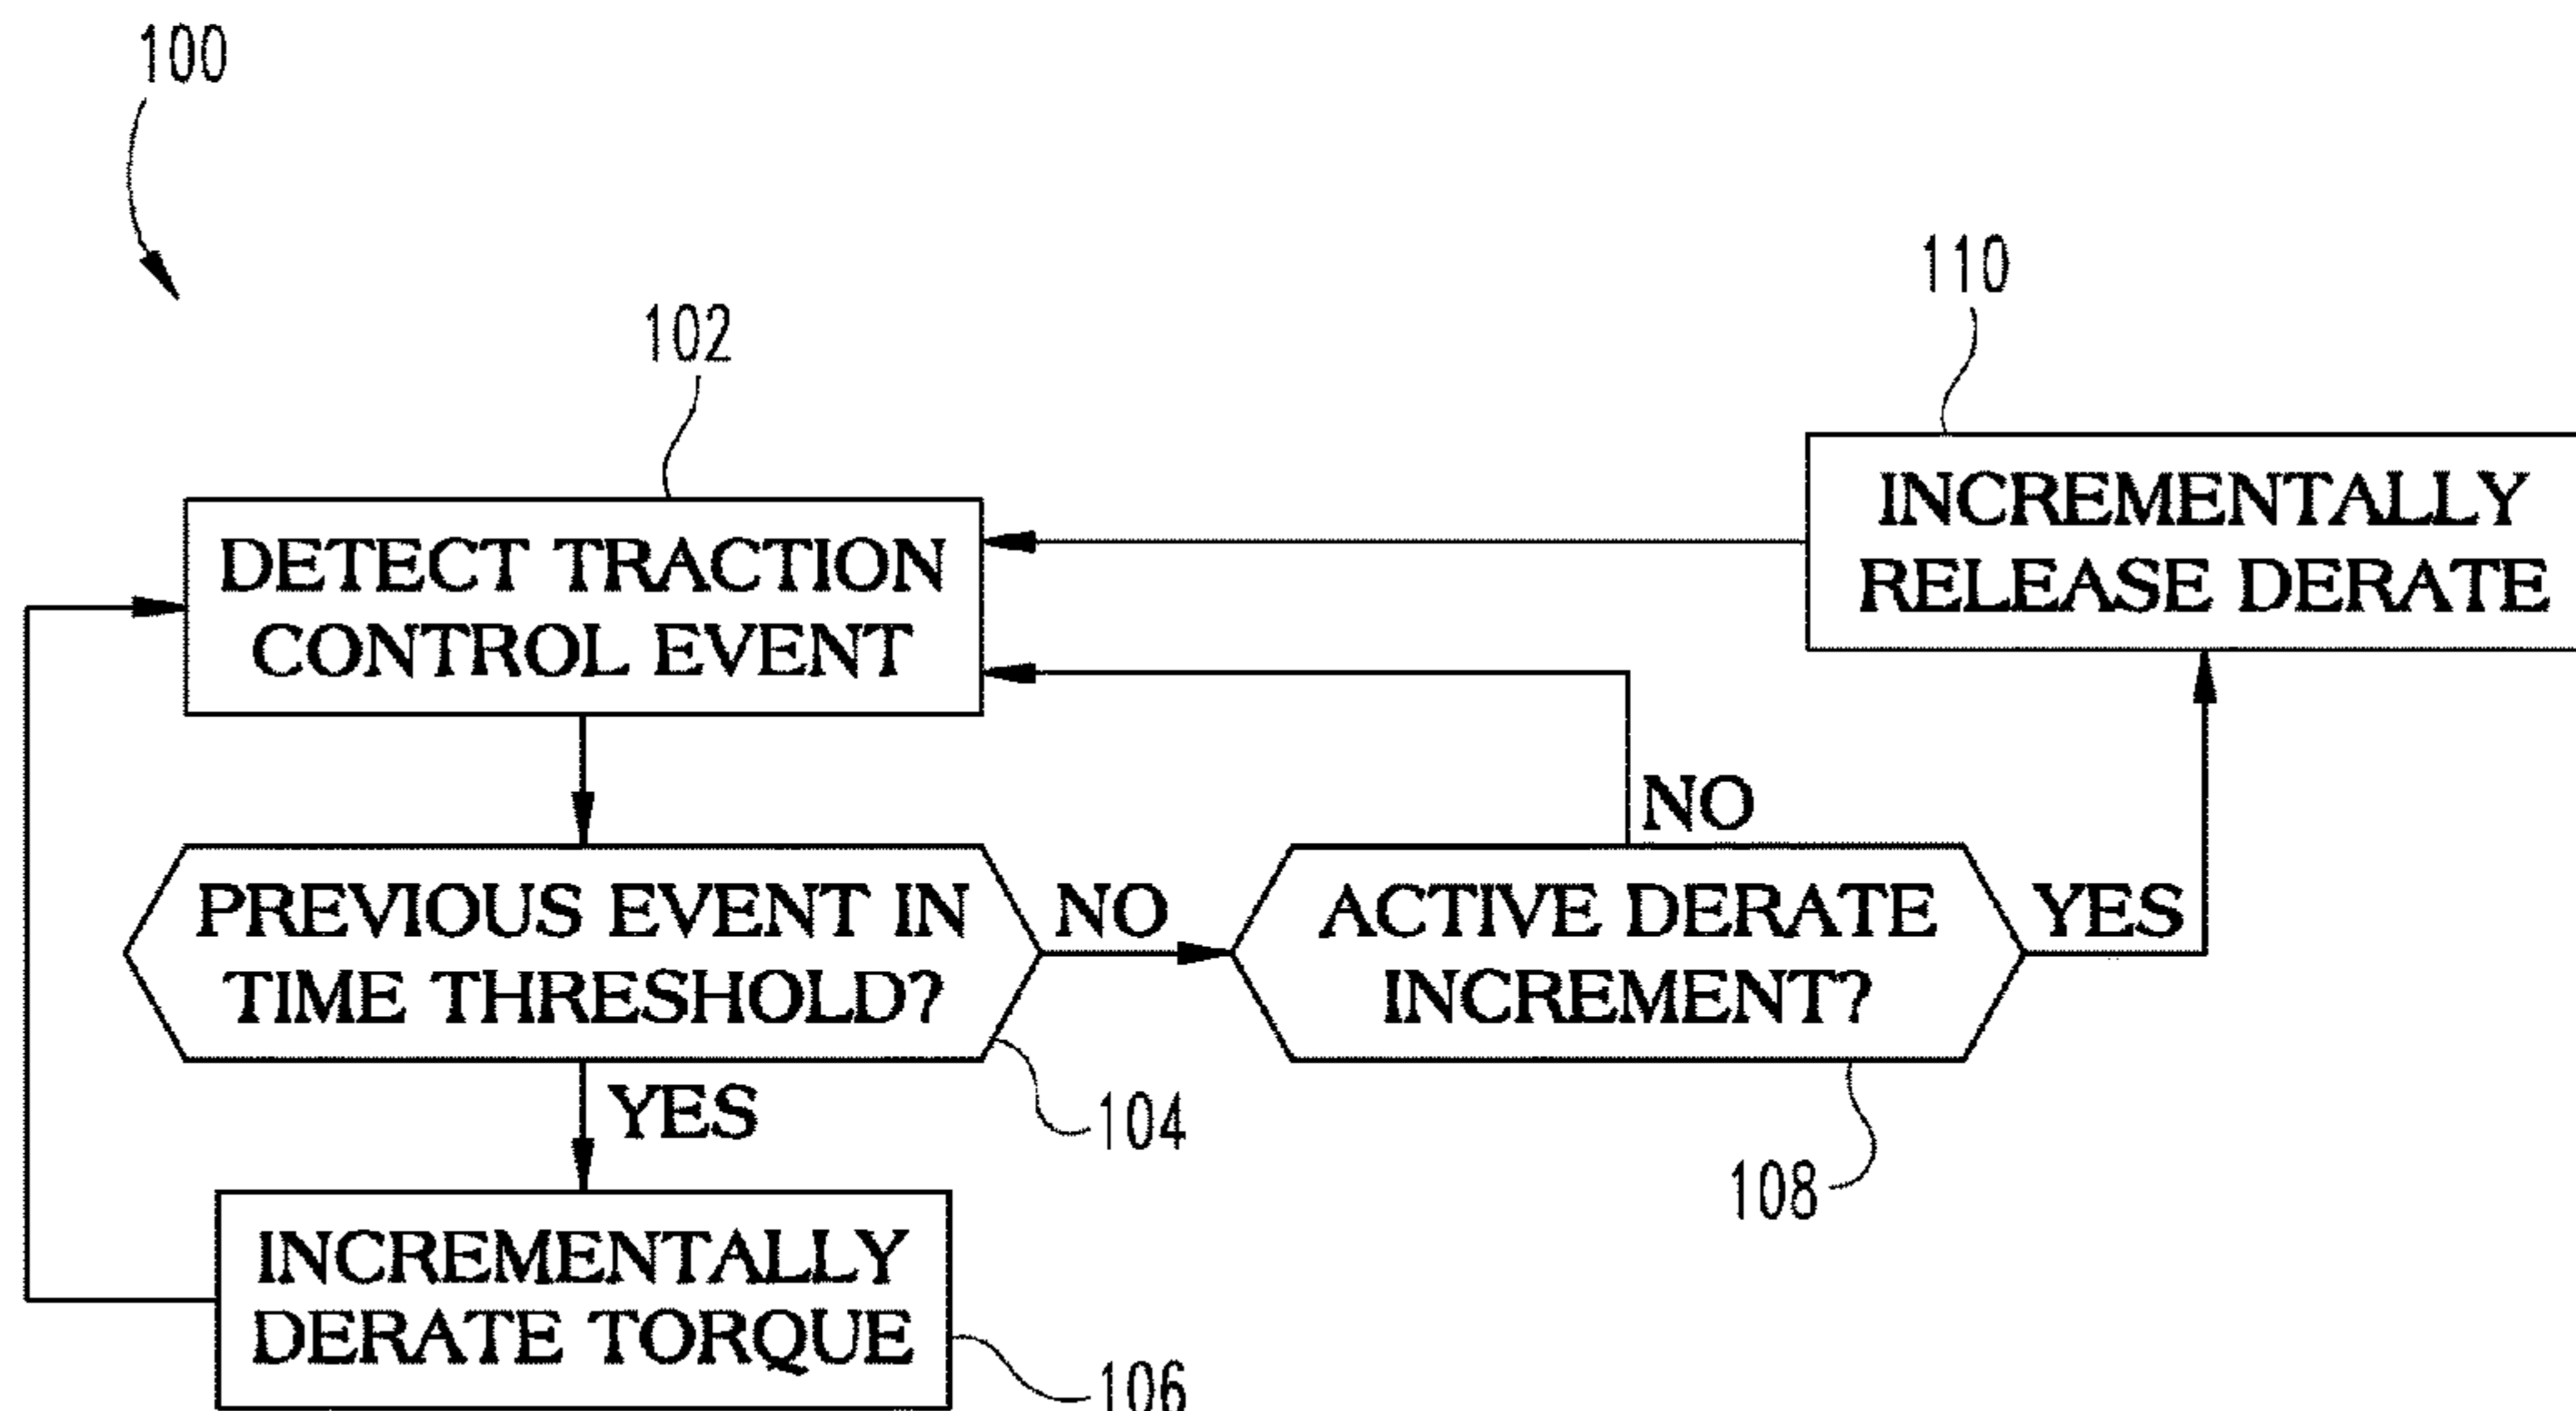 100
102
110
DETECT TRACTION
CONTROL EVENT
INCREMENTALLY
RELEASE DERATE
NO
PREVIOUS EVENT IN
TIME THRESHOLD?
NO
ACTIVE DERATE
INCREMENT?
YES
YES
104
108
INCREMENTALLY
DERATE TORQUE
106